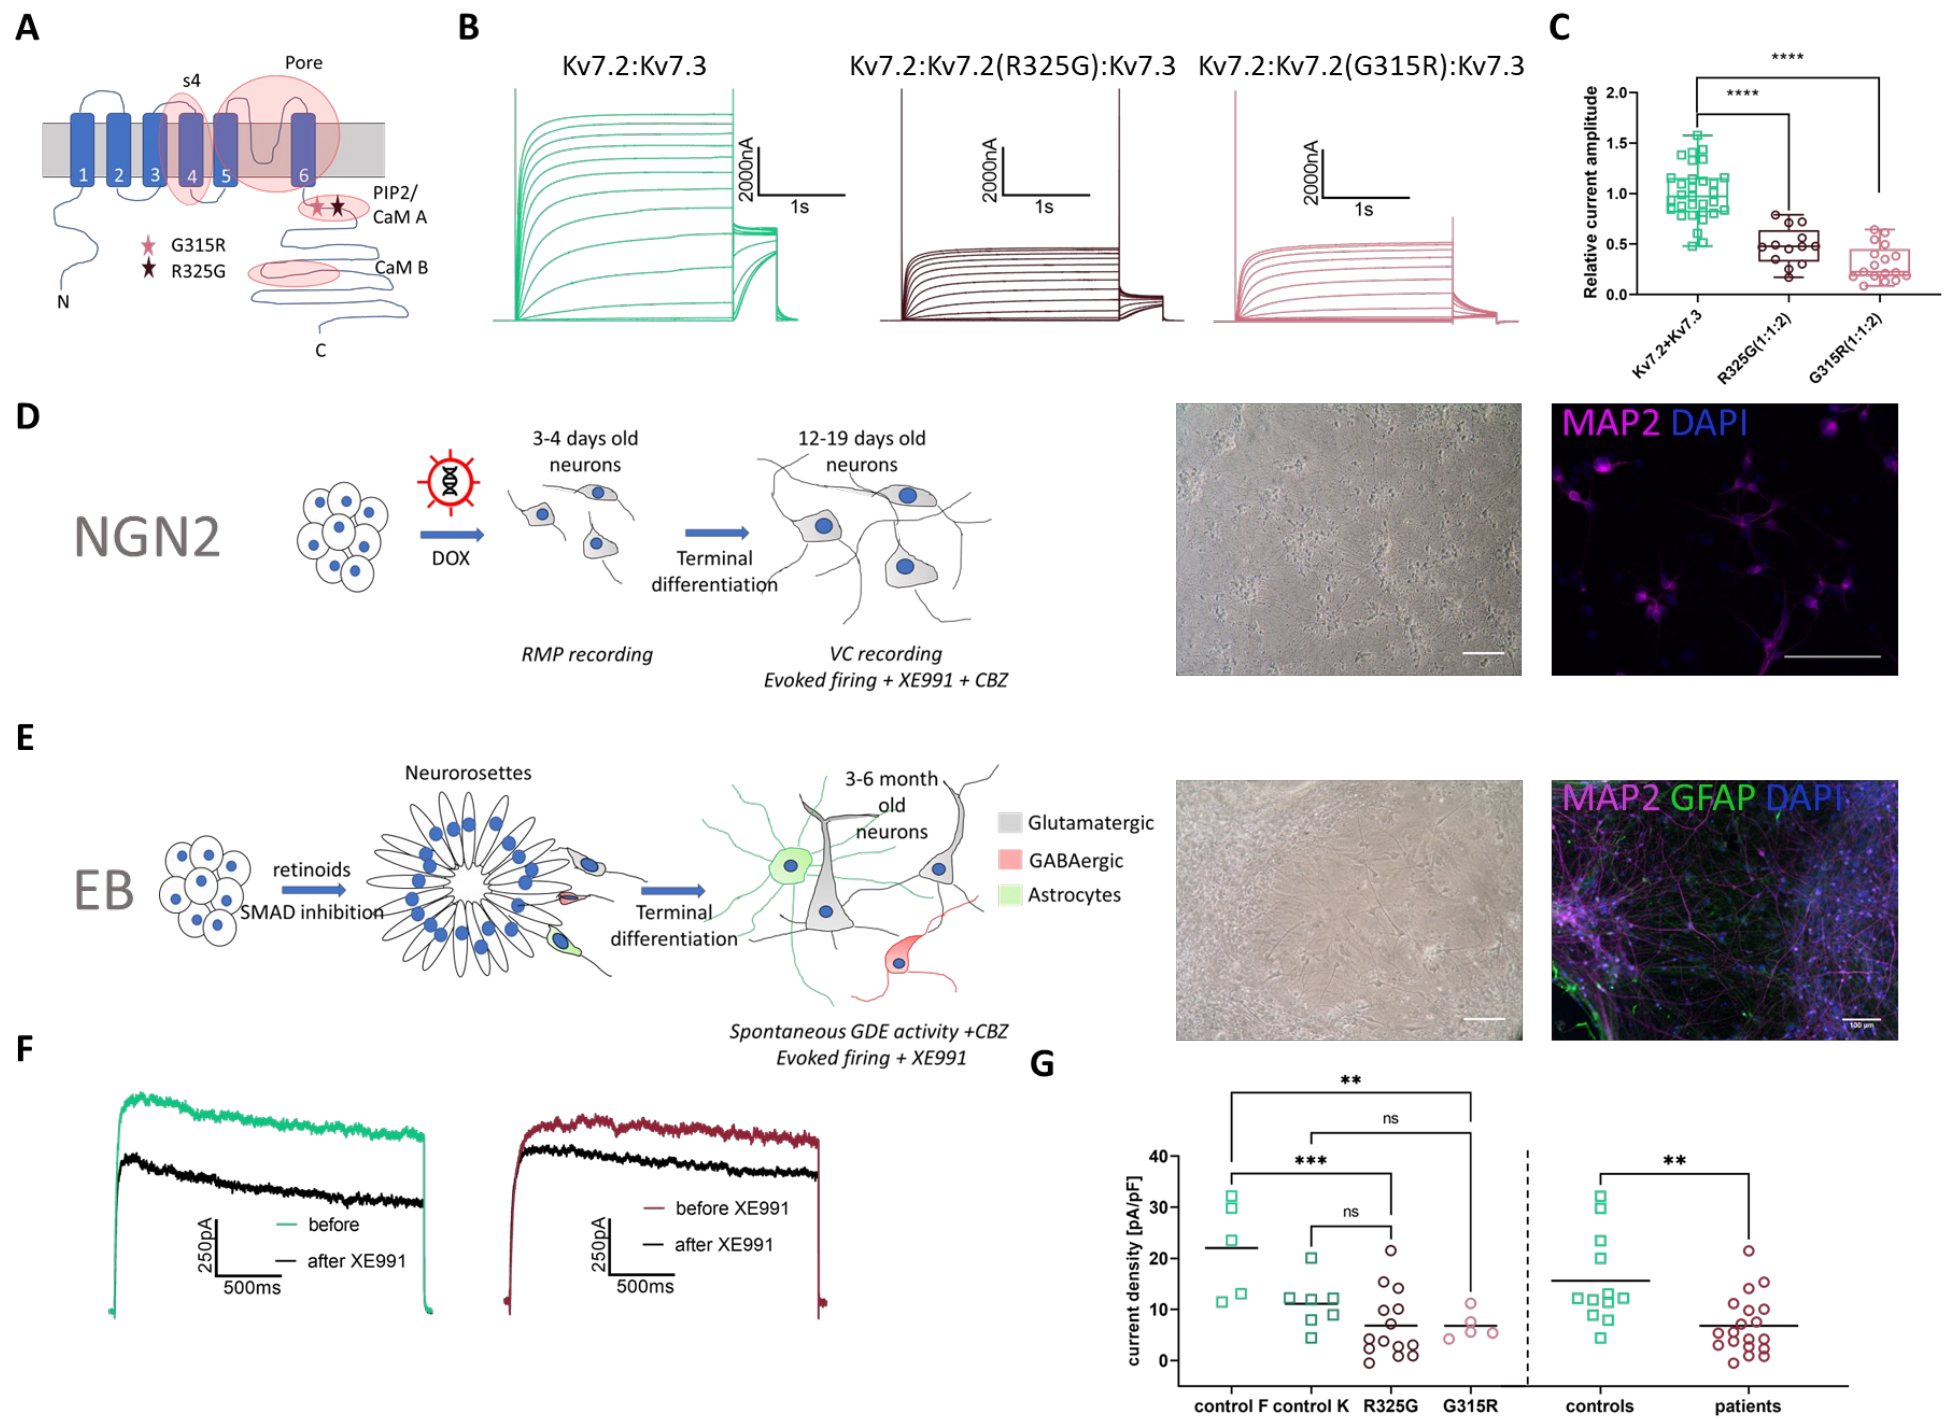 A
s4
Pore
1
2
3
4
5
6
PIP2/
CaM A
G315R
R325G
CaM B
N
C
B
Kv7.2:Kv7.3
Kv7.2:Kv7.2(R325G):Kv7.3
Kv7.2:Kv7.2(G315R):Kv7.3
2000nA
1s
2000nA
1s
2000nA
1s
C
****
****
Relative current amplitude
2.0
1.5
1.0
0.5
0.0
Kv7.2+Kv7.3
R325G(1:1:2)
G315R(1:1:2)
D
NGN2
DOX
3-4 days old
neurons
Terminal
differentiation
12-19 days old
neurons
RMP recording
VC recording
Evoked firing + XE991 + CBZ
MAP2 DAPI
E
EB
retinoids
SMAD inhibition
Neurorosettes
Terminal
differentiation
3-6 month
old
neurons
Glutamatergic
GABAergic
Astrocytes
Spontaneous GDE activity +CBZ
Evoked firing + XE991
MAP2 GFAP DAPI
100 µm
F
before
after XE991
250pA
500ms
before XE991
after XE991
250pA
500ms
G
**
ns
***
ns
**
current density [pA/pF]
40
30
20
10
0
control F
control K
R325G
G315R
controls
patients